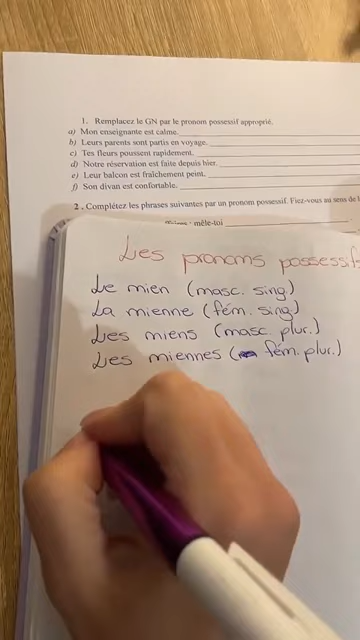 1. Remplacez le GN par le pronom possessif approprié.
a) Mon enseignante est calme.
b) Leurs parents sont partis en voyage.
c) Tes fleurs poussent rapidement.
d) Notre réservation est faite depuis hier.
e) Leur balcon est fraîchement peint.
f) Son divan est confortable.
2. Complétez les phrases suivantes par un pronom possessif. Fiez-vous au sens de
mêle-toi
Les pronoms possessifs
Le mien (masc. sing.)
La mienne (fém. sing)
Les miens (masc. plur.)
Les miennes (fém. plur.)